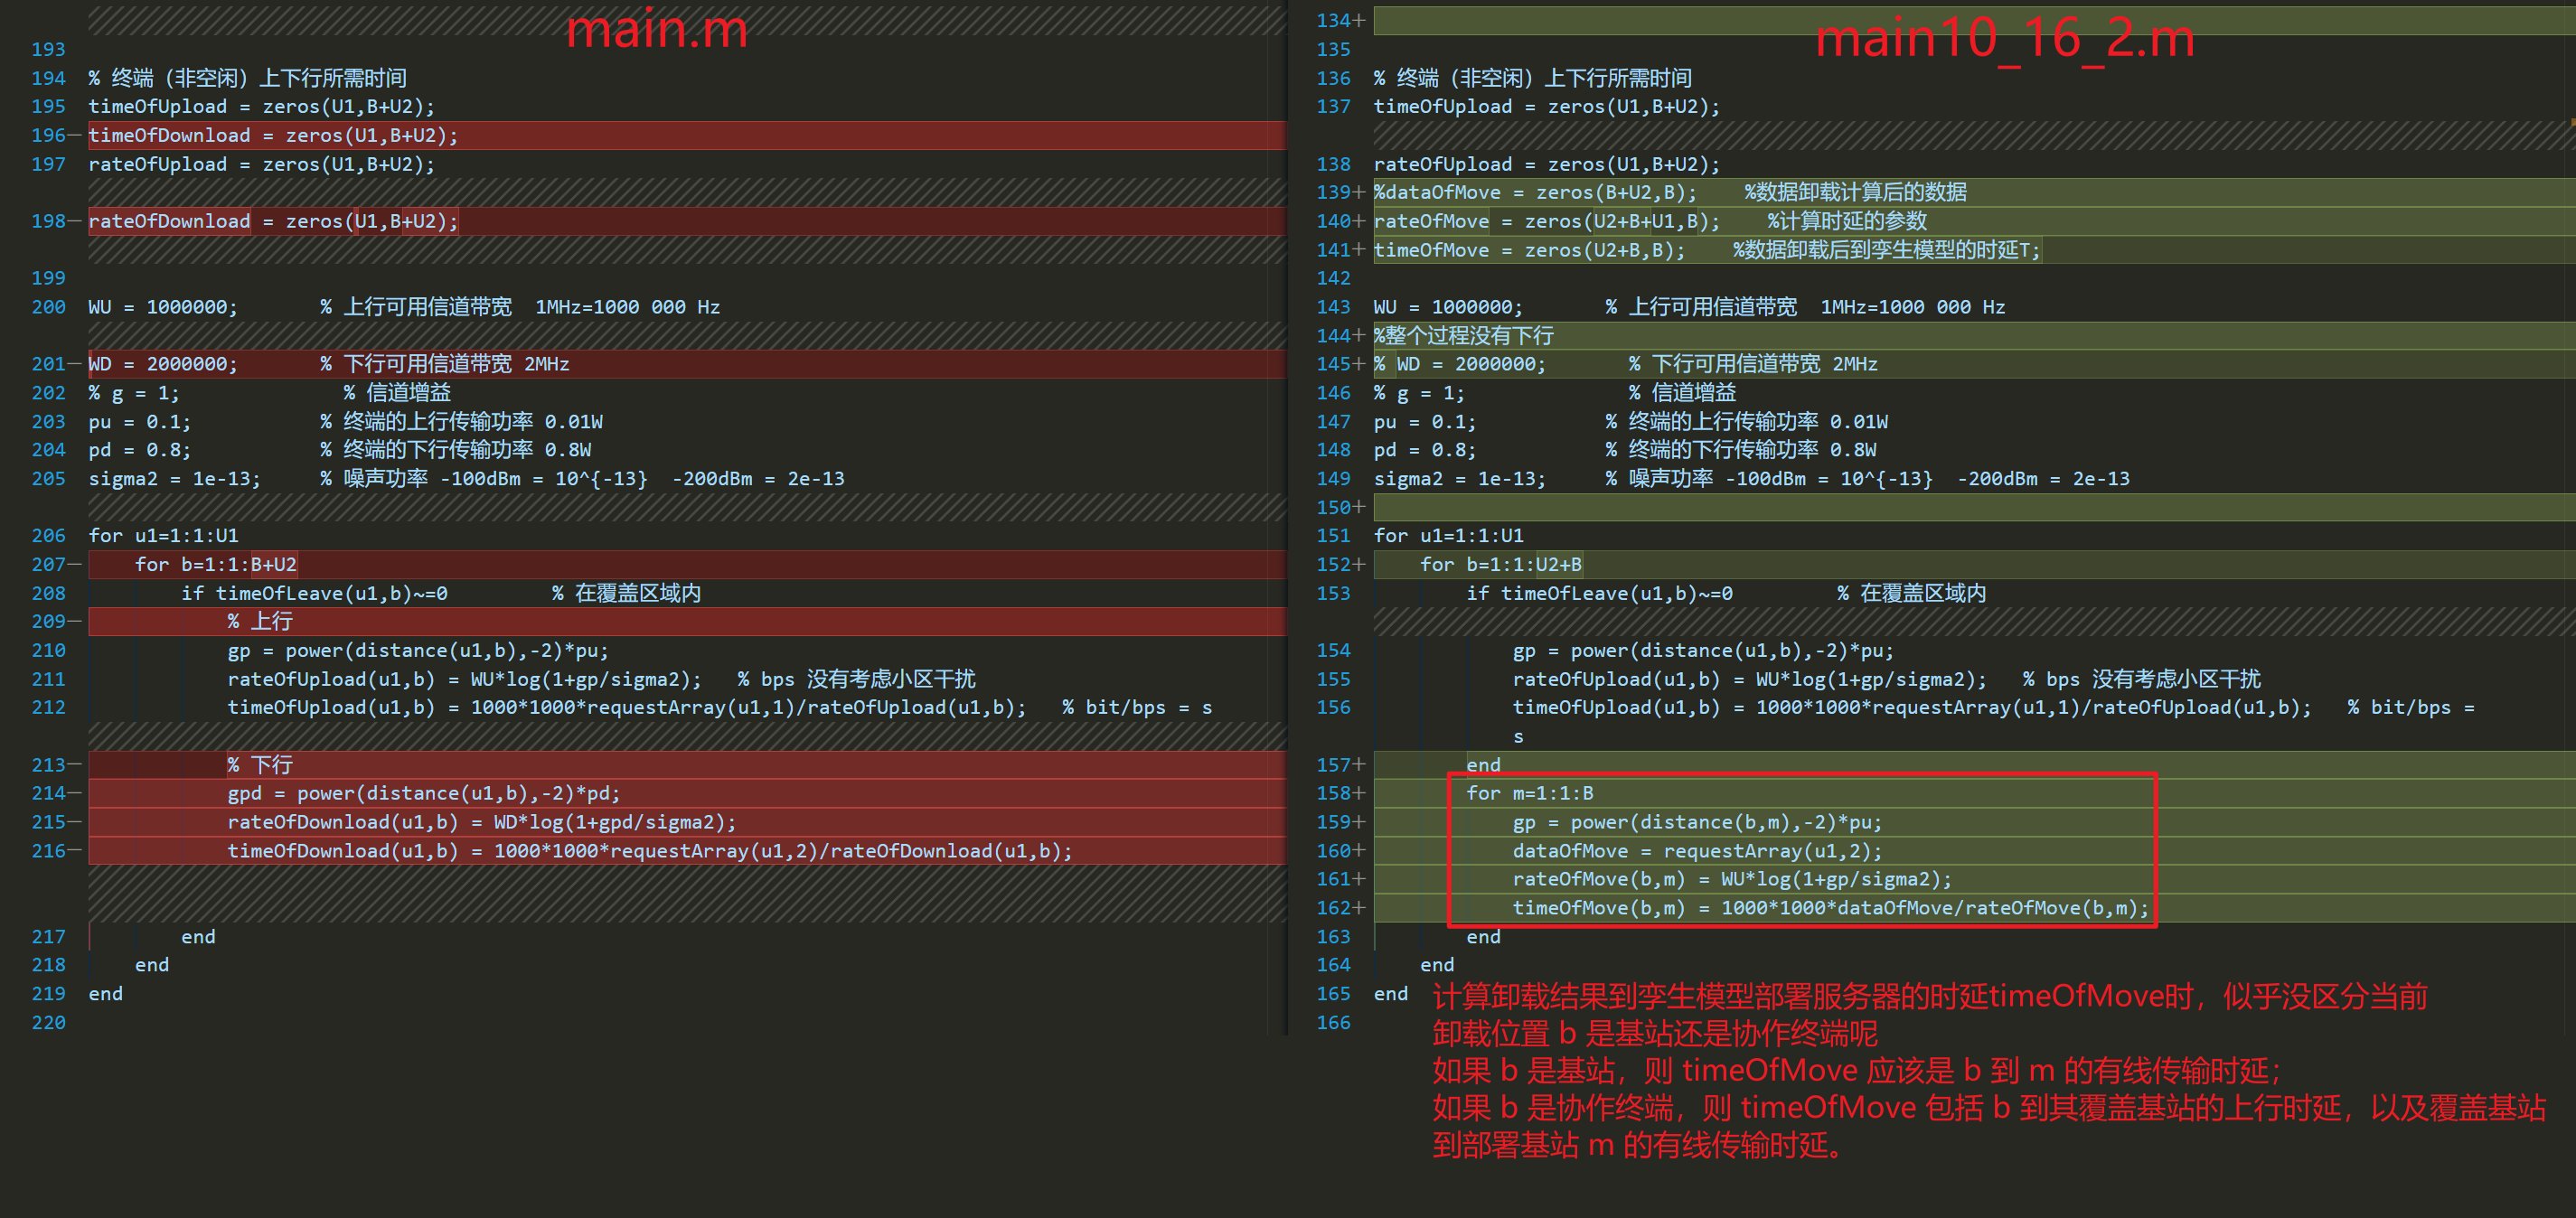 main.m
193
194 % 终端（非空闲）上下行所需时间
195 timeOfUpload = zeros(U1,B+U2);
196— timeOfDownload = zeros(U1,B+U2);
197 rateOfUpload = zeros(U1,B+U2);
198— rateOfDownload = zeros(U1,B+U2);
199
200 WU = 1000000; % 上行可用信道带宽 1MHz=1000 000 Hz
201— WD = 2000000; % 下行可用信道带宽 2MHz
202 % g = 1; % 信道增益
203 pu = 0.1; % 终端的上行传输功率 0.01W
204 pd = 0.8; % 终端的下行传输功率 0.8W
205 sigma2 = 1e-13; % 噪声功率 -100dBm = 10^{-13} -200dBm = 2e-13
206 for u1=1:1:U1
207— for b=1:1:B+U2
208 if timeOfLeave(u1,b)~=0 % 在覆盖区域内
209— % 上行
210 gp = power(distance(u1,b),-2)*pu;
211 rateOfUpload(u1,b) = WU*log(1+gp/sigma2); % bps 没有考虑小区干扰
212 timeOfUpload(u1,b) = 1000*1000*requestArray(u1,1)/rateOfUpload(u1,b); % bit/bps = s
213— % 下行
214— gpd = power(distance(u1,b),-2)*pd;
215— rateOfDownload(u1,b) = WD*log(1+gpd/sigma2);
216— timeOfDownload(u1,b) = 1000*1000*requestArray(u1,2)/rateOfDownload(u1,b);
217 end
218 end
219 end
220
main10_16_2.m
134+
135
136 % 终端（非空闲）上下行所需时间
137 timeOfUpload = zeros(U1,B+U2);
138 rateOfUpload = zeros(U1,B+U2);
139+ %dataOfMove = zeros(B+U2,B); %数据卸载计算后的数据
140+ rateOfMove = zeros(U2+B+U1,B); %计算时延的参数
141+ timeOfMove = zeros(U2+B,B); %数据卸载后到孪生模型的时延T;
142
143 WU = 1000000; % 上行可用信道带宽 1MHz=1000 000 Hz
144+ %整个过程没有下行
145+ % WD = 2000000; % 下行可用信道带宽 2MHz
146 % g = 1; % 信道增益
147 pu = 0.1; % 终端的上行传输功率 0.01W
148 pd = 0.8; % 终端的下行传输功率 0.8W
149 sigma2 = 1e-13; % 噪声功率 -100dBm = 10^{-13} -200dBm = 2e-13
150+
151 for u1=1:1:U1
152+ for b=1:1:U2+B
153 if timeOfLeave(u1,b)~=0 % 在覆盖区域内
154 gp = power(distance(u1,b),-2)*pu;
155 rateOfUpload(u1,b) = WU*log(1+gp/sigma2); % bps 没有考虑小区干扰
156 timeOfUpload(u1,b) = 1000*1000*requestArray(u1,1)/rateOfUpload(u1,b); % bit/bps =
s
157+ end
158+ for m=1:1:B
159+ gp = power(distance(b,m),-2)*pu;
160+ dataOfMove = requestArray(u1,2);
161+ rateOfMove(b,m) = WU*log(1+gp/sigma2);
162+ timeOfMove(b,m) = 1000*1000*dataOfMove/rateOfMove(b,m);
163 end
164 end
165 end
166
计算卸载结果到孪生模型部署服务器的时延timeOfMove时，似乎没区分当前
卸载位置 b 是基站还是协作终端呢
如果 b 是基站，则 timeOfMove 应该是 b 到 m 的有线传输时延；
如果 b 是协作终端，则 timeOfMove 包括 b 到其覆盖基站的上行时延，以及覆盖基站
到部署基站 m 的有线传输时延。